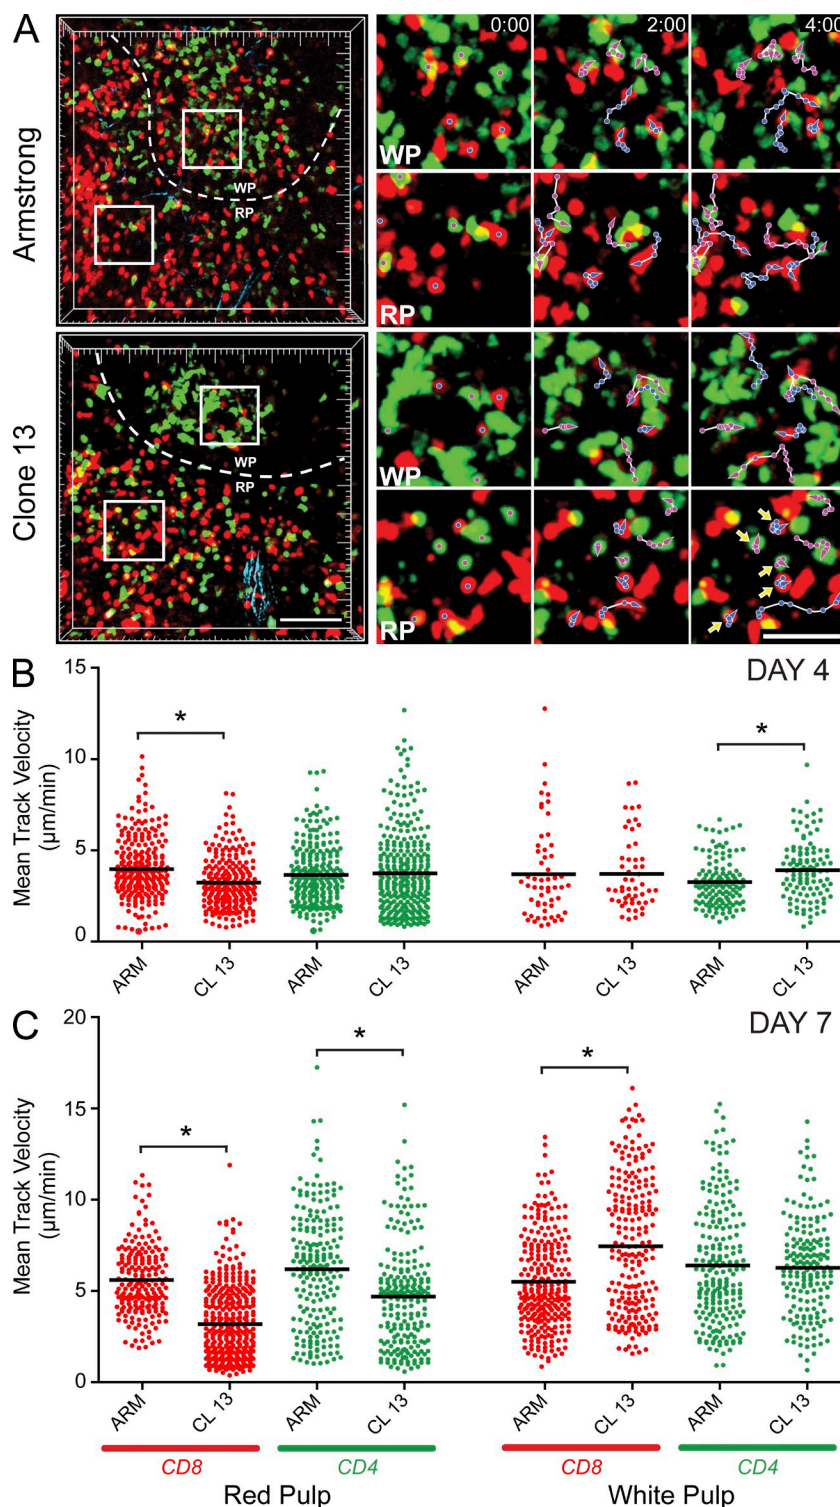 A
Armstrong
WP
RP
0:00
2:00
4:00
WP
RP
Clone 13
WP
RP
WP
RP
B
DAY 4
Mean Track Velocity
(µm/min)
15
10
5
0
*
*
ARM
CL 13
ARM
CL 13
ARM
CL 13
ARM
CL 13
C
DAY 7
Mean Track Velocity
(µm/min)
20
15
10
5
0
*
*
*
ARM
CL 13
ARM
CL 13
ARM
CL 13
ARM
CL 13
CD8
CD4
CD8
CD4
Red Pulp
White Pulp